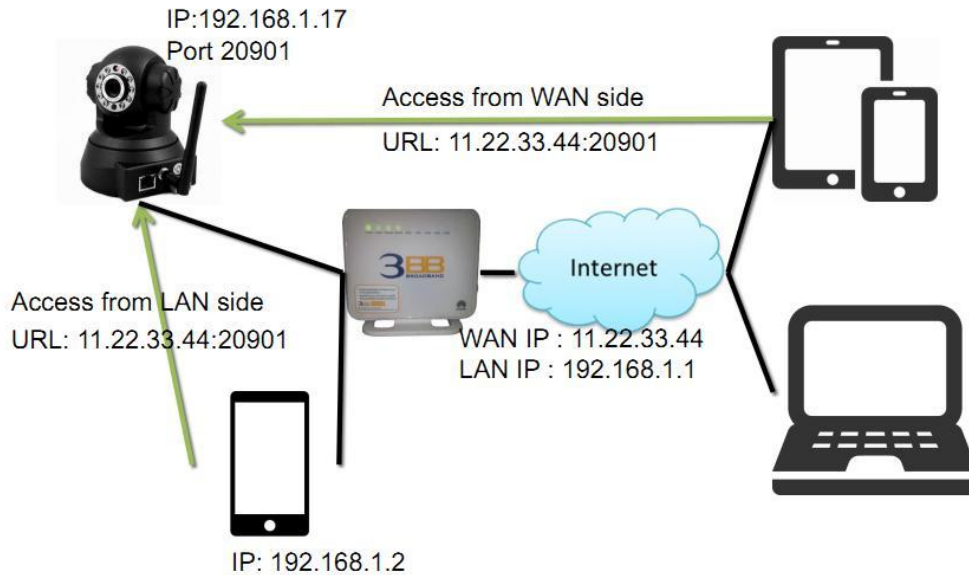 IP:192.168.1.17
Port 20901
Access from WAN side
URL: 11.22.33.44:20901
3BB
BROADBAND
Internet
Access from LAN side
URL: 11.22.33.44:20901
WAN IP : 11.22.33.44
LAN IP : 192.168.1.1
IP: 192.168.1.2